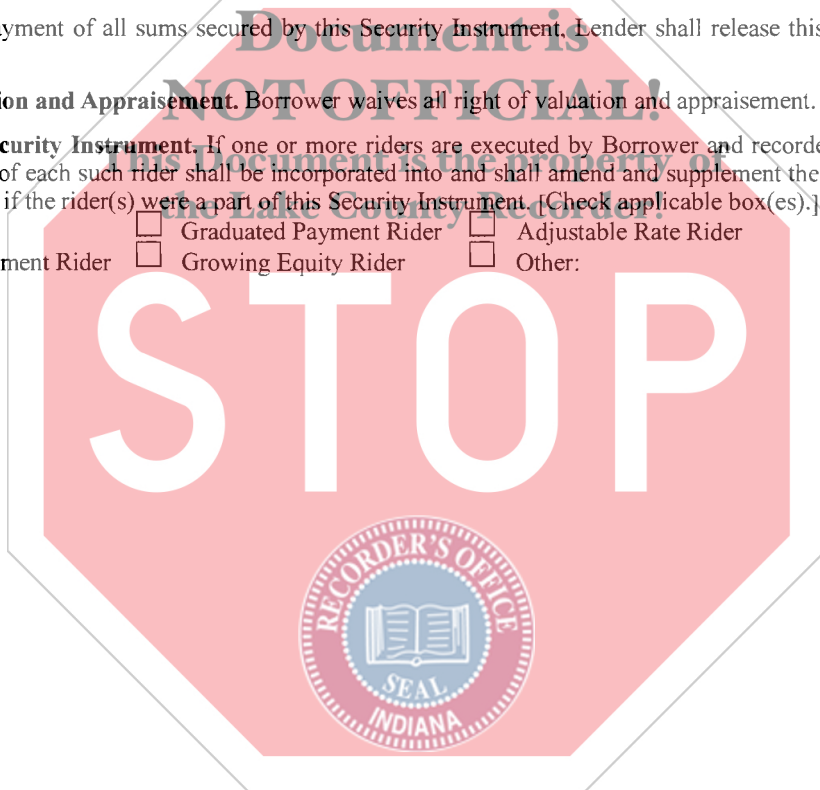 Document is
yment of all sums secured by this Security Instrument, Lender shall release this
NOT OFFICIAL!
ion and Appraisement. Borrower waives all right of valuation and appraisement.
curity Instrument. If one or more riders are executed by Borrower and recorde
This Document is the property of
of each such rider shall be incorporated into and shall amend and supplement the
if the rider(s) were a part of this Security Instrument. [Check applicable box(es).]
the Lake County Recorder!
Graduated Payment Rider Adjustable Rate Rider
ment Rider Growing Equity Rider Other:
STOP
RECORDER'S OFFICE
SEAL
INDIANA